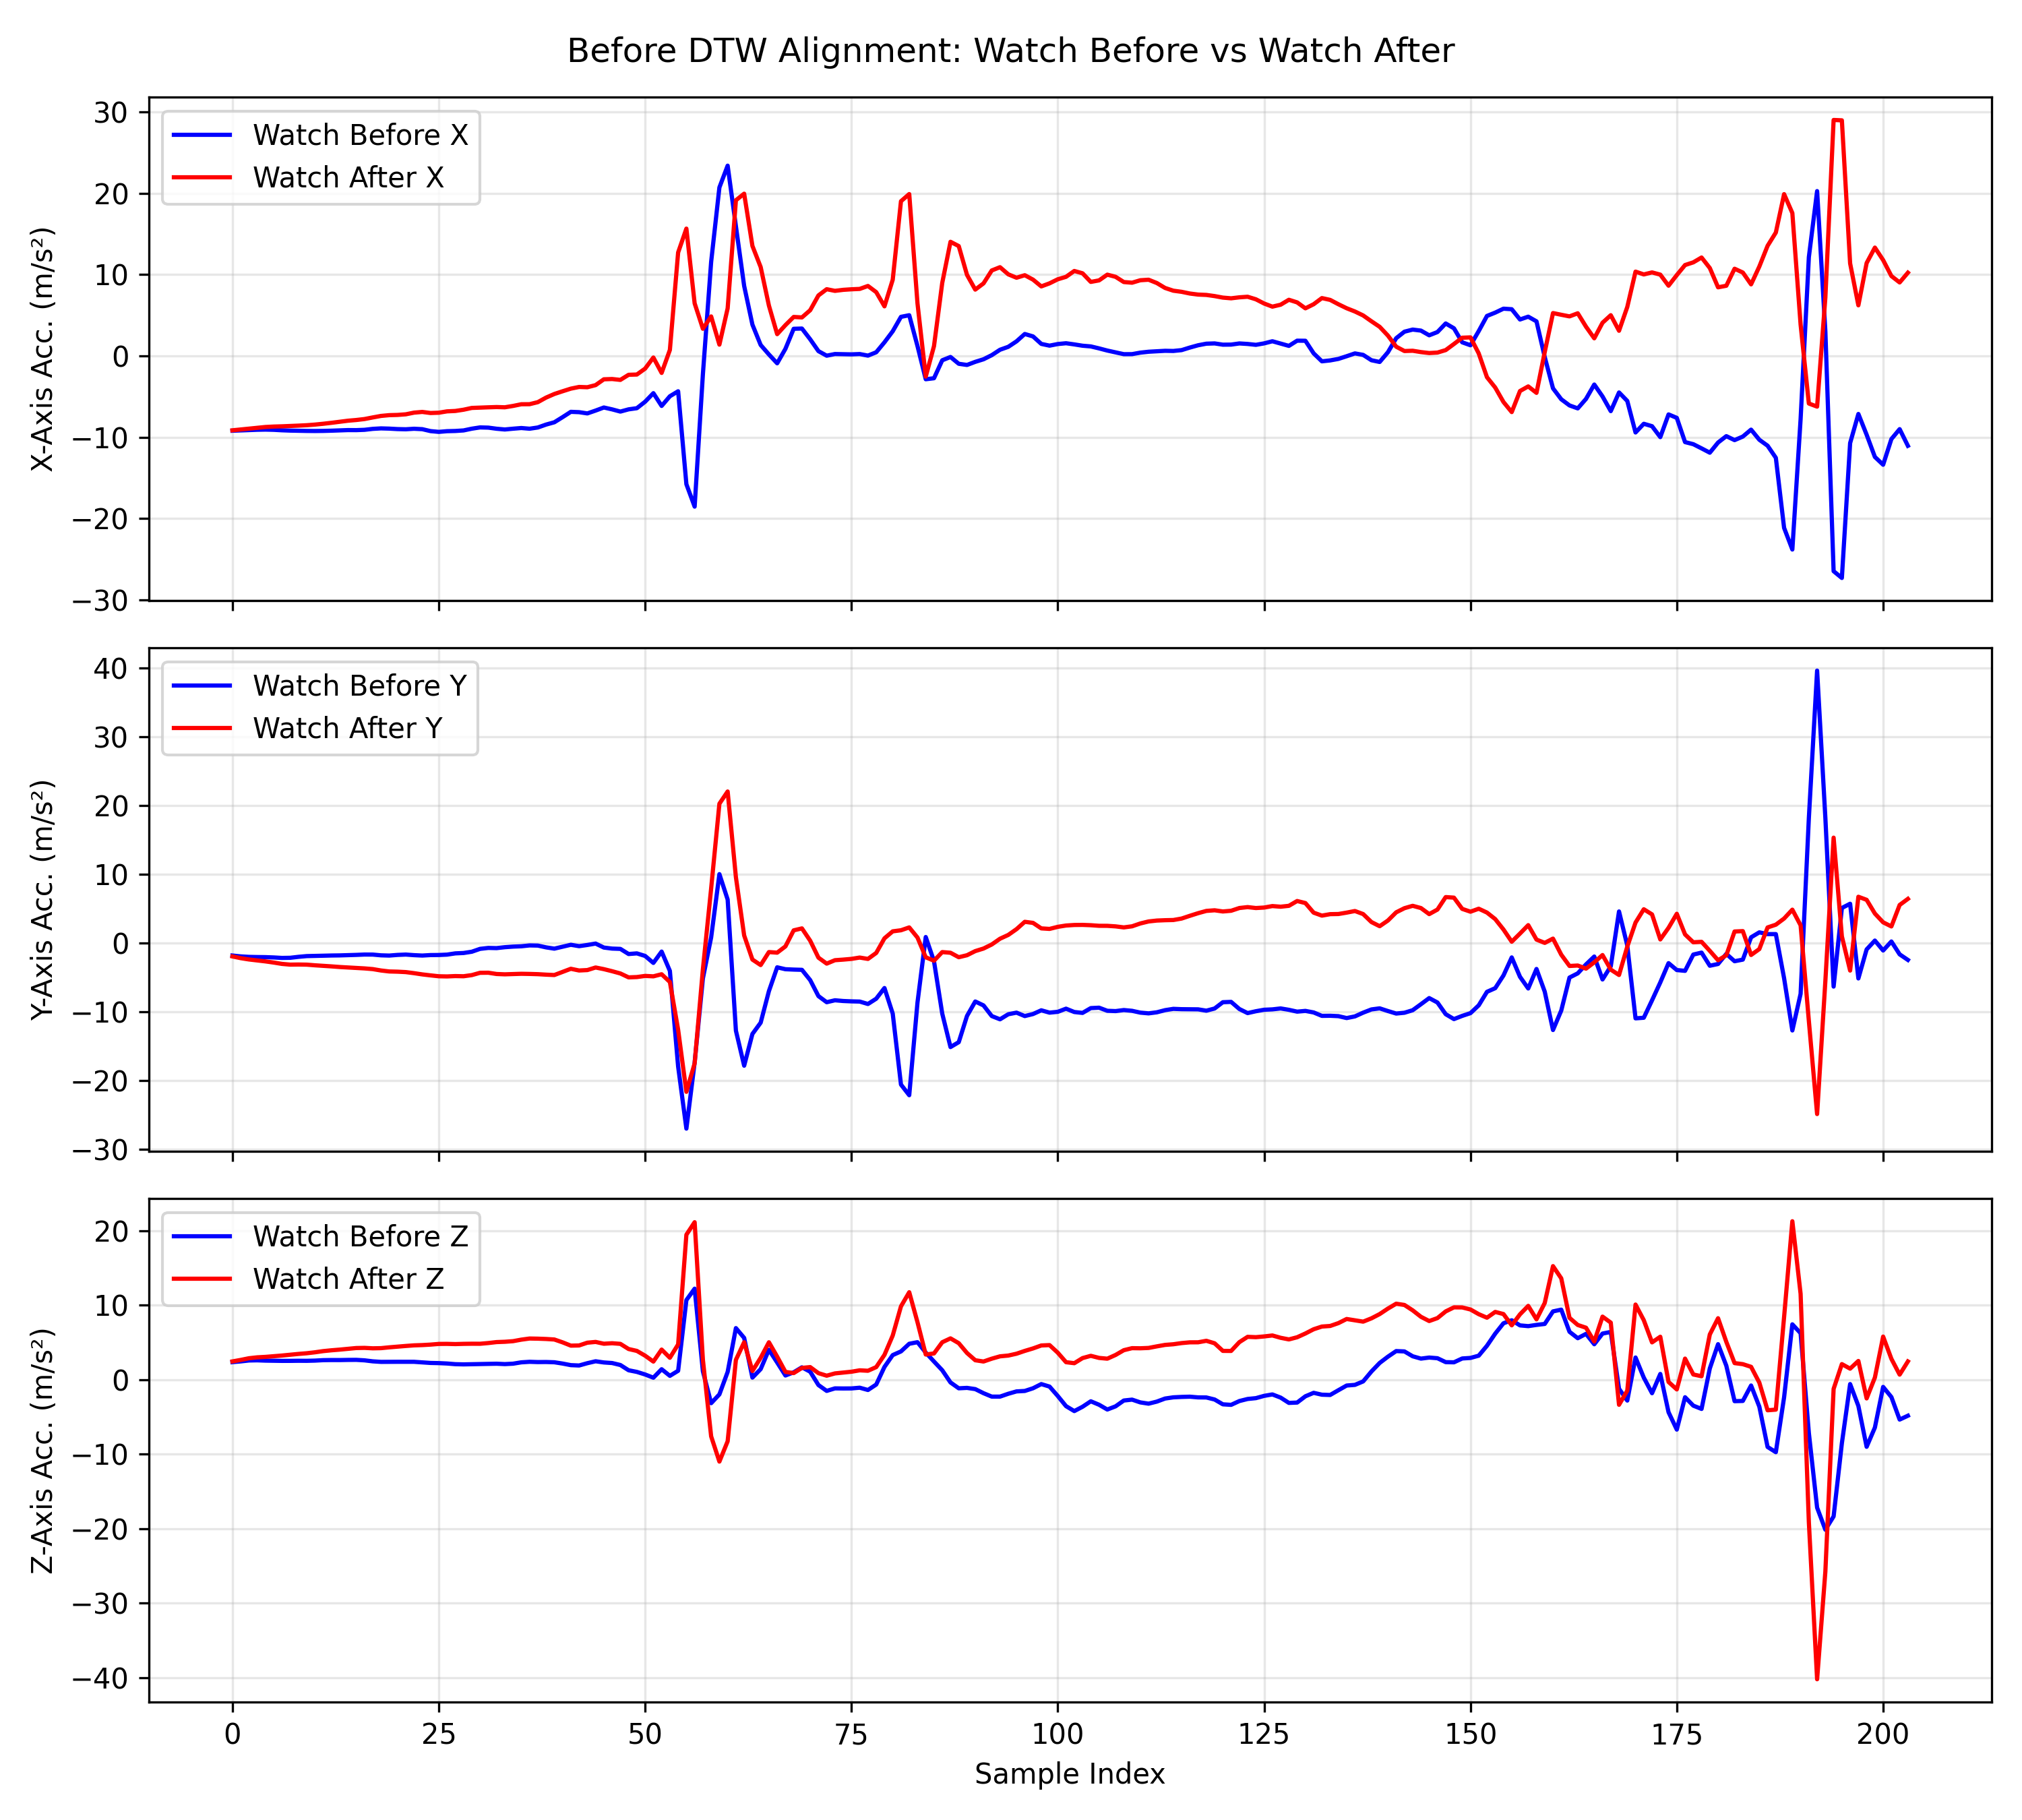 Before DTW Alignment: Watch Before vs Watch After
X-Axis Acc. (m/s²)
30
20
10
0
−10
−20
−30
Watch Before X
Watch After X
Y-Axis Acc. (m/s²)
40
30
20
10
0
−10
−20
−30
Watch Before Y
Watch After Y
Z-Axis Acc. (m/s²)
20
10
0
−10
−20
−30
−40
Watch Before Z
Watch After Z
0 25 50 75 100 125 150 175 200
Sample Index